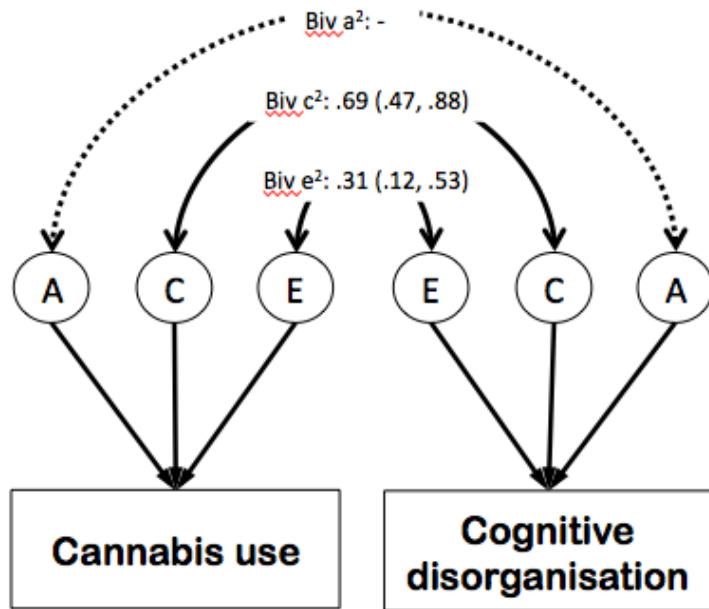 Biv a²: -
Biv c²: .69 (.47, .88)
Biv e²: .31 (.12, .53)
A C E E C A
Cannabis use
Cognitive
disorganisation